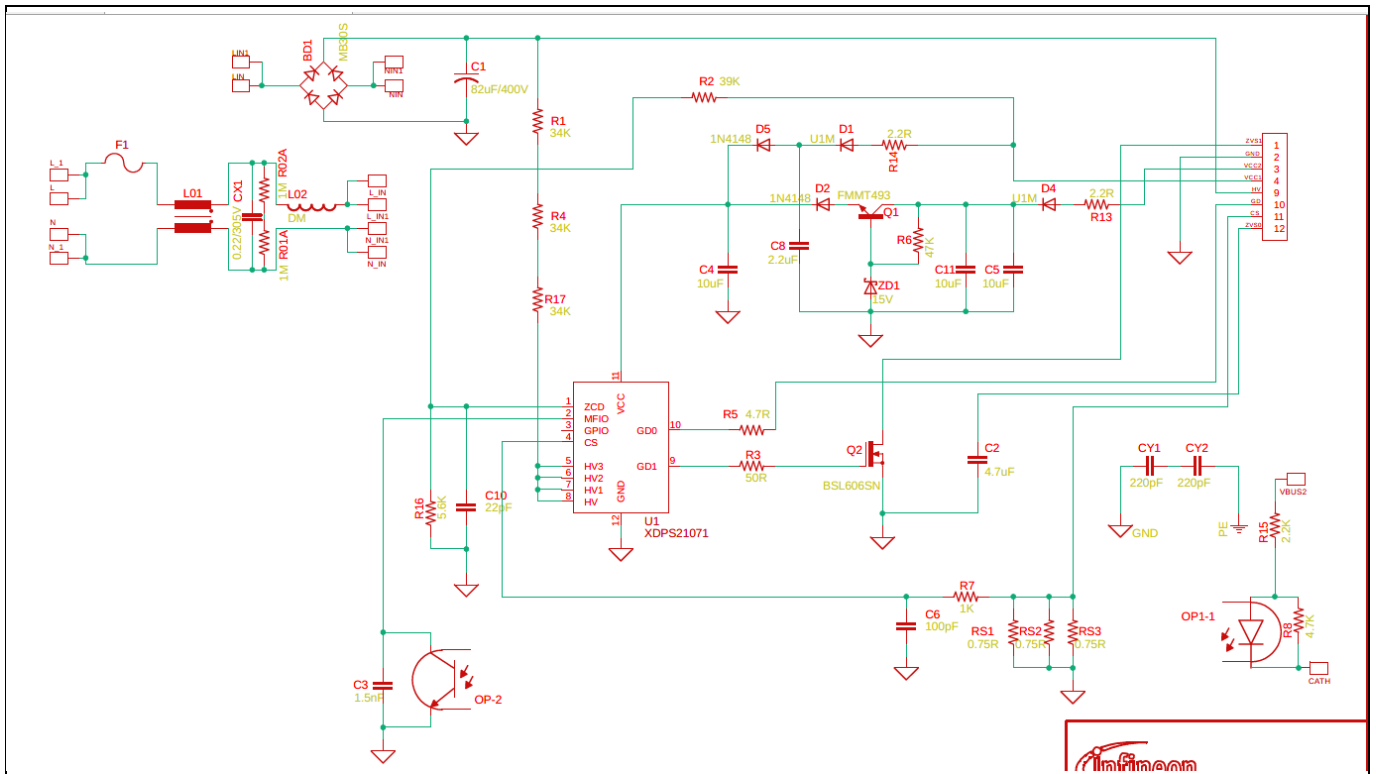 LIN1
LIN
BD1
MB30S
NIN1
NIN
C1
82uF/400V
R1
34K
R2 39K
D5
1N4148
D1
U1M
2.2R
R14
ZVS1
1
GND
2
VCC2
3
VCC1
4
HV
9
GD
10
CS
11
ZVS0
12
F1
L_1
L
N
N_1
L01
CX1
0.22/305V
R02A
1M
R01A
1M
L02
DM
L_IN
L_IN1
N_IN1
N_IN
R4
34K
R17
34K
D2
1N4148
FMMT493
Q1
R6
47K
U1M
D4
2.2R
R13
C8
2.2uF
C4
10uF
ZD1
15V
C11
10uF
C5
10uF
11
VCC
1 ZCD
2 MFIO
3 GPIO
4 CS
5 HV3
6 HV2
7 HV1
8 HV
GD0 10
GD1 9
GND
12
U1
XDPS21071
R5 4.7R
R3
50R
Q2
BSL606SN
C2
4.7uF
R16
5.6K
C10
22pF
CY1
220pF
CY2
220pF
GND
PE
VBUS2
R15
2.2K
OP1-1
R8
4.7K
CATH
R7
1K
C6
100pF
RS1
0.75R
RS2
0.75R
RS3
0.75R
C3
1.5nF
OP-2
Infineon